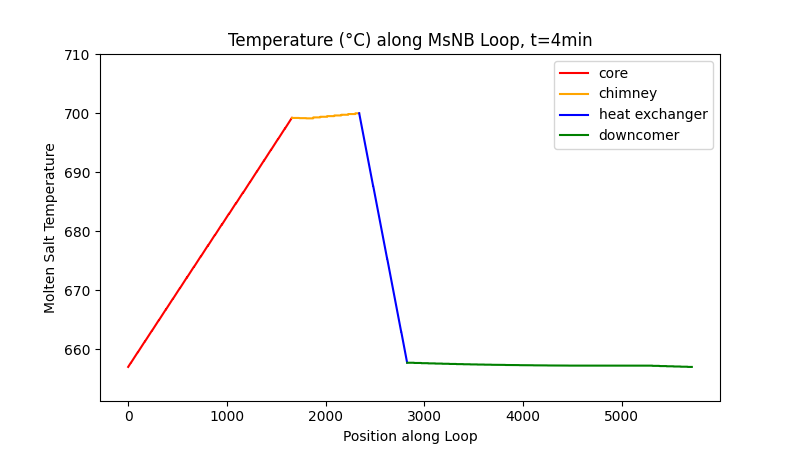 Temperature (°C) along MsNB Loop, t=4min
710
700
690
680
670
660
Molten Salt Temperature
core
chimney
heat exchanger
downcomer
0 1000 2000 3000 4000 5000
Position along Loop